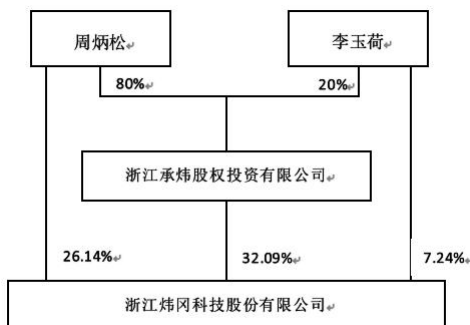 周炳松
李玉荷
80%
20%
浙江承炜股权投资有限公司
26.14%
32.09%
7.24%
浙江炜冈科技股份有限公司